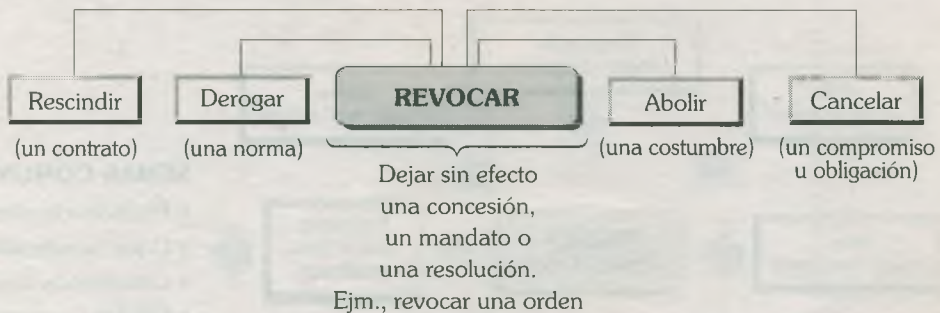 Rescindir
(un contrato)
Derogar
(una norma)
REVOCAR
Dejar sin efecto
una concesión,
un mandato o
una resolución.
Ejm., revocar una orden
Abolir
(una costumbre)
Cancelar
(un compromiso
u obligación)